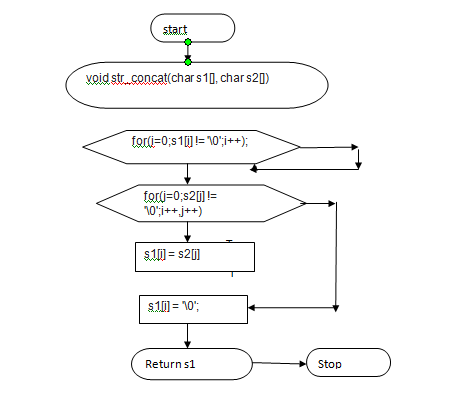 start
void str_concat(char s1[], char s2[])
for(i=0;s1[i] != '\0';i++);
for(j=0;s2[j] !=
'\0';i++,j++)
s1[i] = s2[j]
s1[i] = '\0';
Return s1
Stop